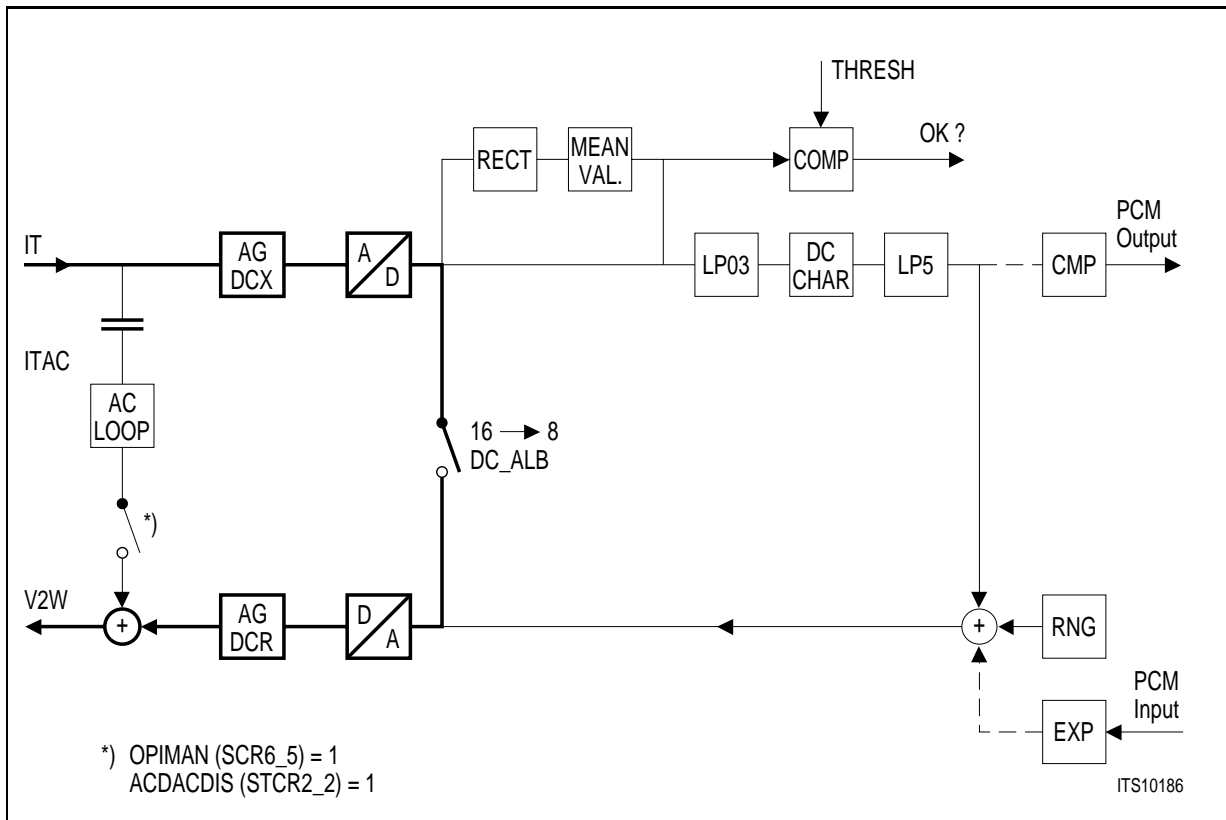 THRESH
OK ?
RECT
MEAN
VAL.
COMP
IT
AG
DCX
A
D
LP03
DC
CHAR
LP5
CMP
PCM
Output
ITAC
AC
LOOP
16 → 8
DC_ALB
*)
V2W
+
AG
DCR
D
A
+
RNG
PCM
Input
EXP
*) OPIMAN (SCR6_5) = 1
ACDACDIS (STCR2_2) = 1
ITS10186